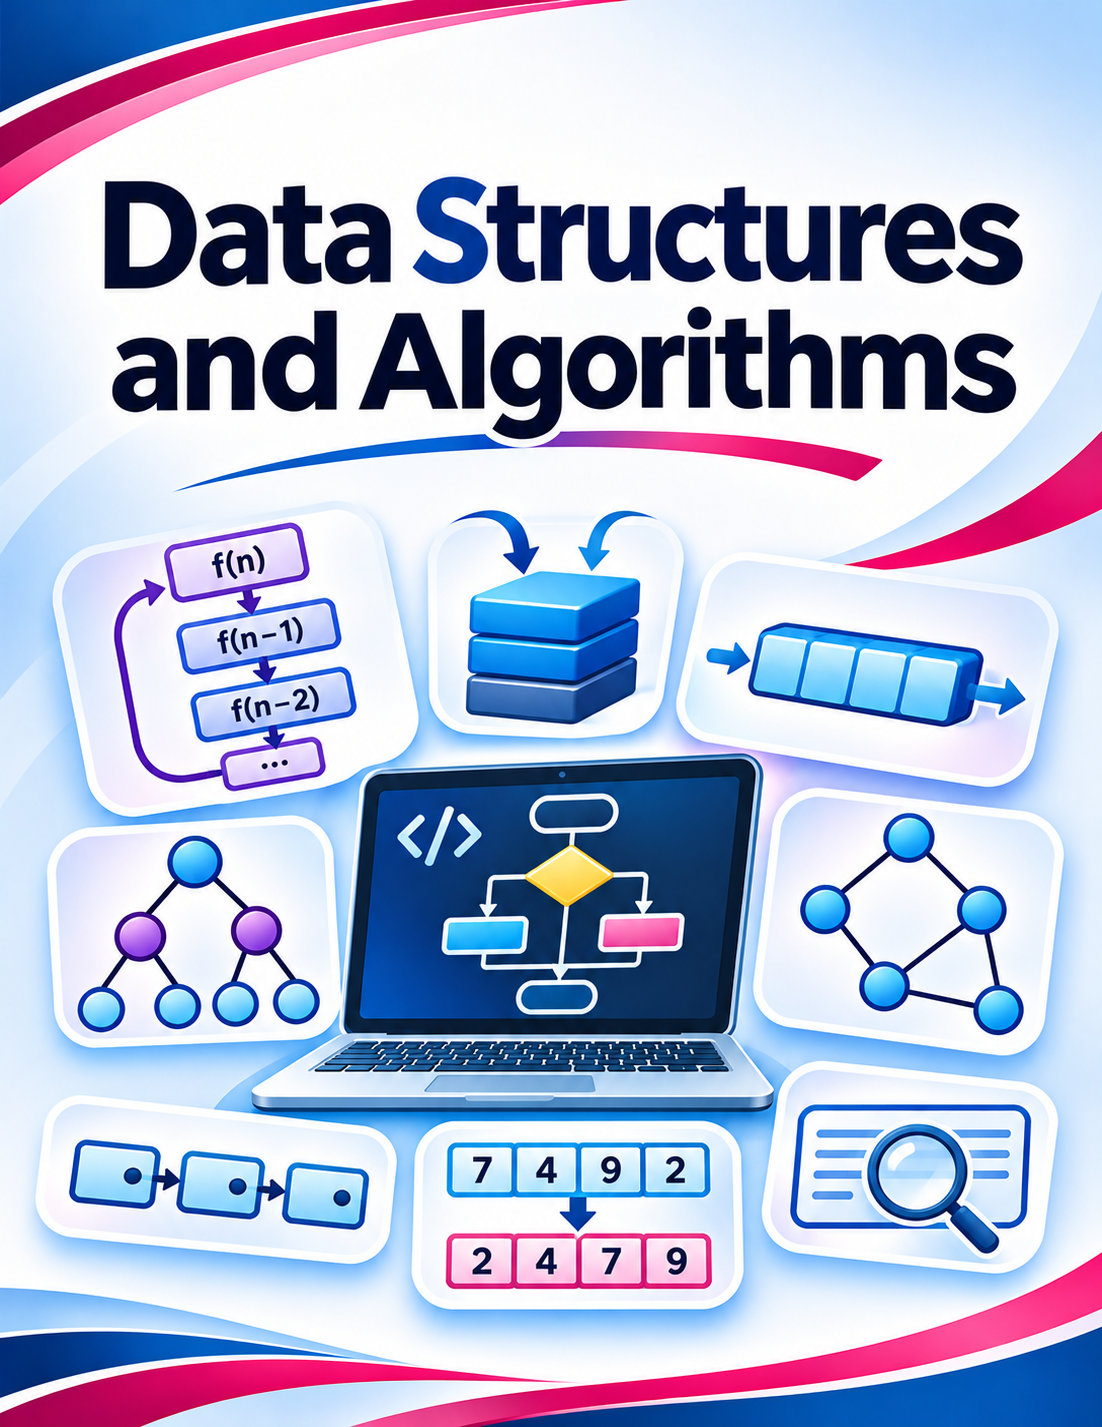 Data Structures
and Algorithms
f(n)
f(n-1)
f(n-2)
...
</>
7 4 9 2
2 4 7 9